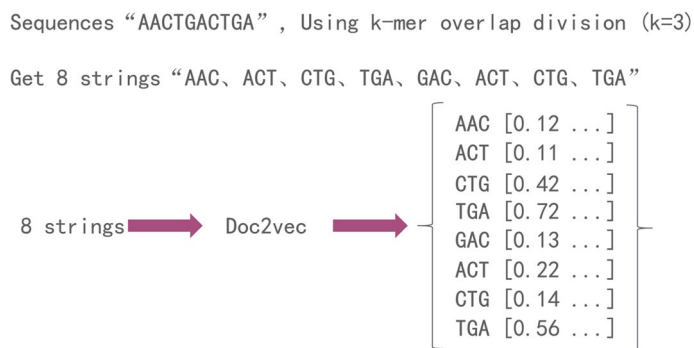 Sequences “AACTGACTGA” , Using k-mer overlap division (k=3)
Get 8 strings “AAC、ACT、CTG、TGA、GAC、ACT、CTG、TGA”
8 strings
Doc2vec
AAC [0.12 ...]
ACT [0.11 ...]
CTG [0.42 ...]
TGA [0.72 ...]
GAC [0.13 ...]
ACT [0.22 ...]
CTG [0.14 ...]
TGA [0.56 ...]